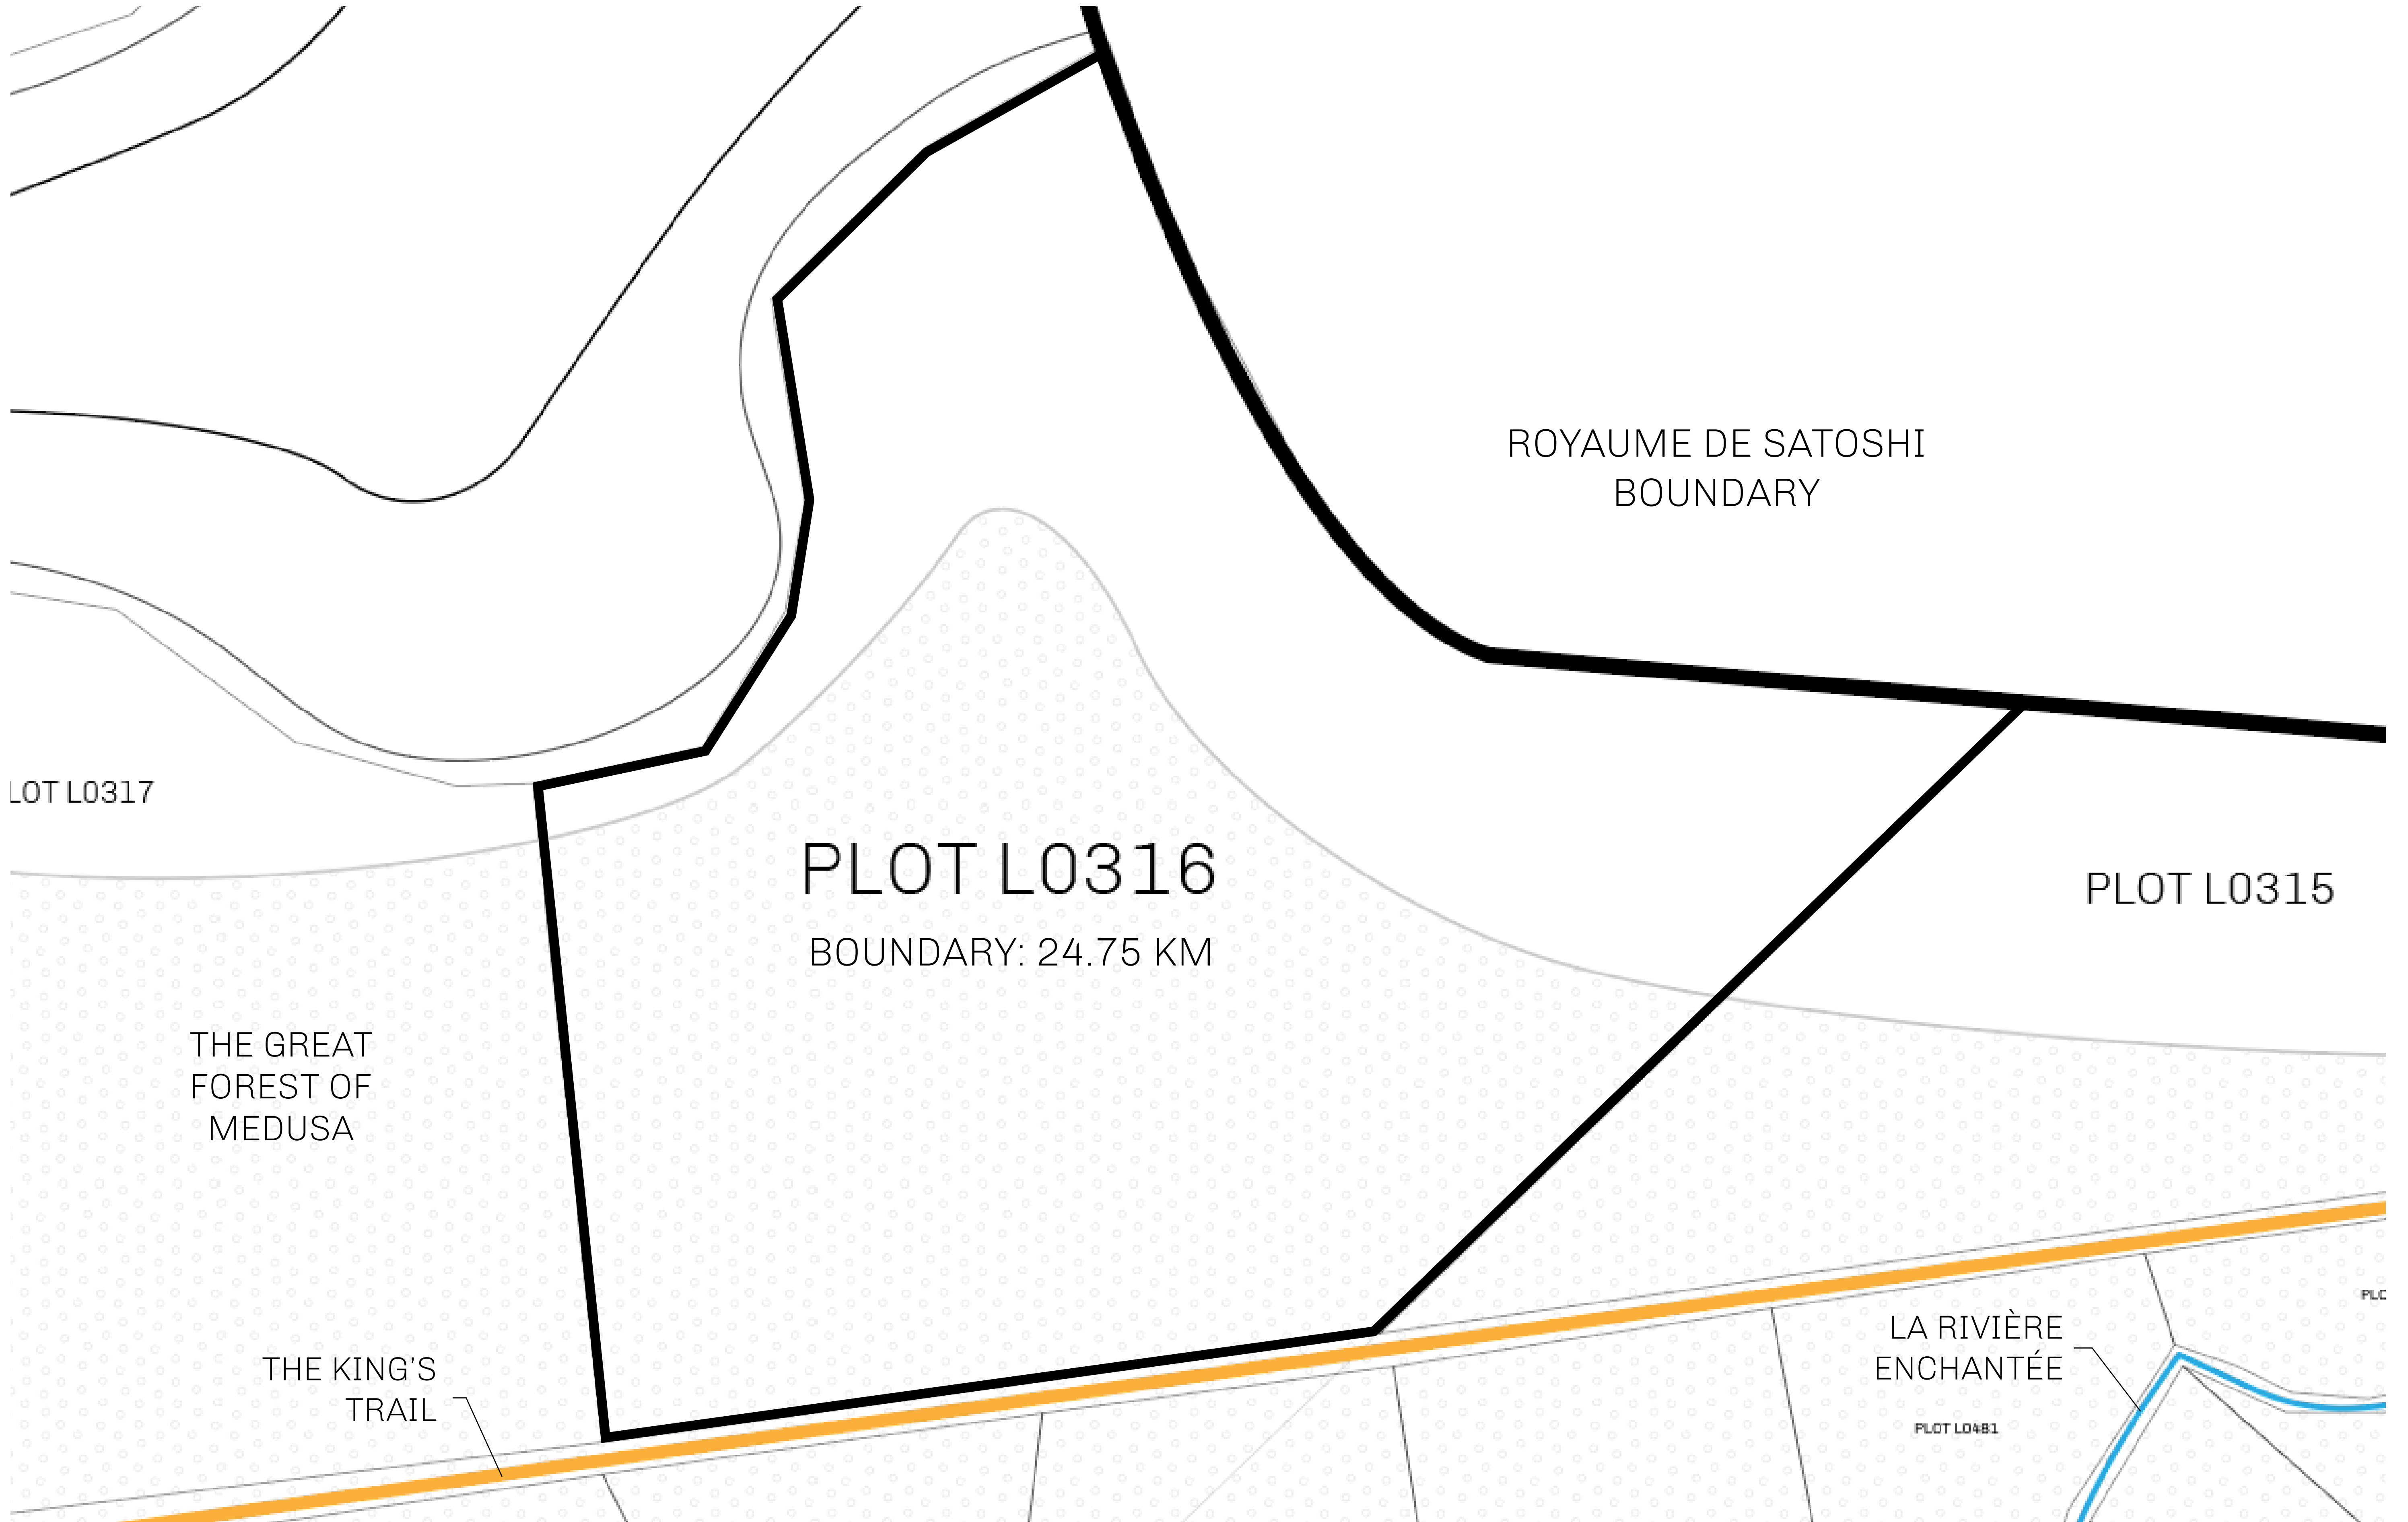 ROYAUME DE SATOSHI
BOUNDARY
LOT L0317
PLOT L0316
BOUNDARY: 24.75 KM
PLOT L0315
THE GREAT
FOREST OF
MEDUSA
THE KING'S
TRAIL
LA RIVIÈRE
ENCHANTÉE
PLOT L0481